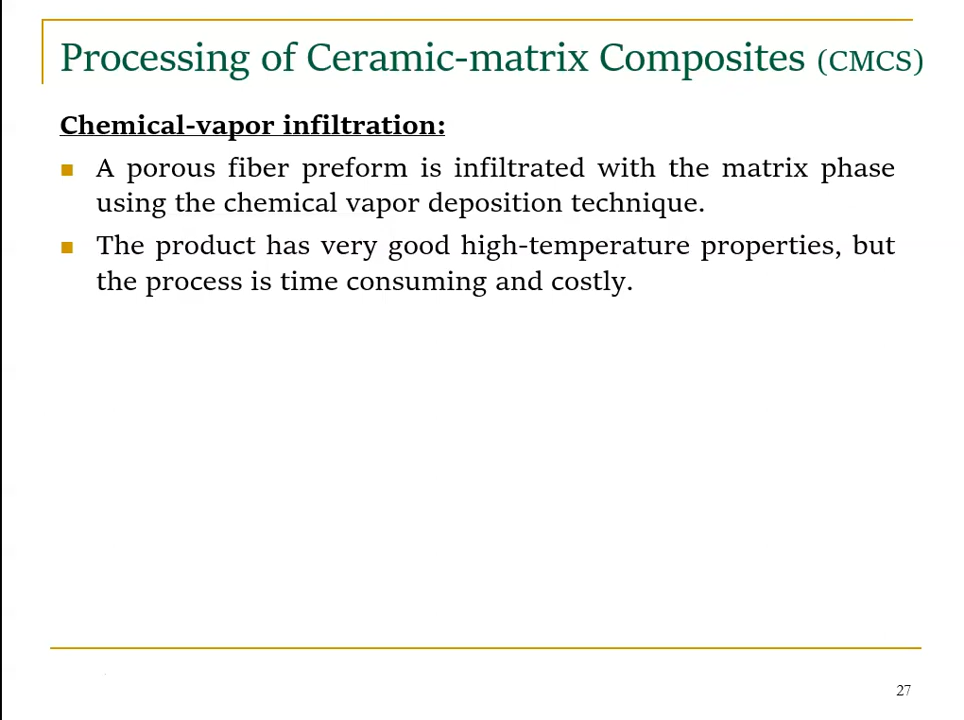 Processing of Ceramic-matrix Composites (CMCS)
Chemical-vapor infiltration:
A porous fiber preform is infiltrated with the matrix phase
using the chemical vapor deposition technique.
The product has very good high-temperature properties, but
the process is time consuming and costly.
27